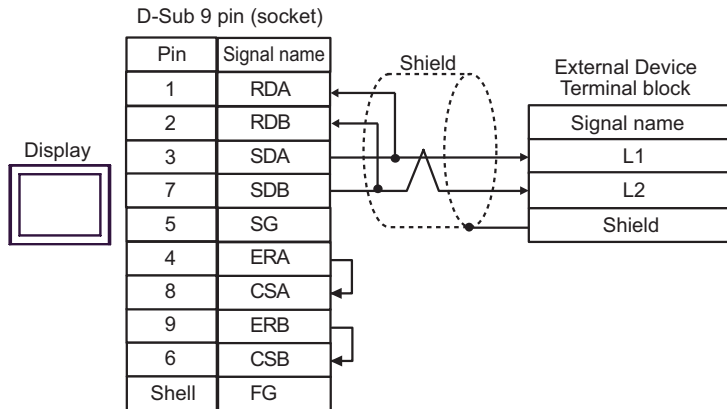 D-Sub 9 pin (socket)
Pin Signal name
1 RDA
2 RDB
3 SDA
7 SDB
5 SG
4 ERA
8 CSA
9 ERB
6 CSB
Shell FG
Display
Shield
External Device
Terminal block
Signal name
L1
L2
Shield